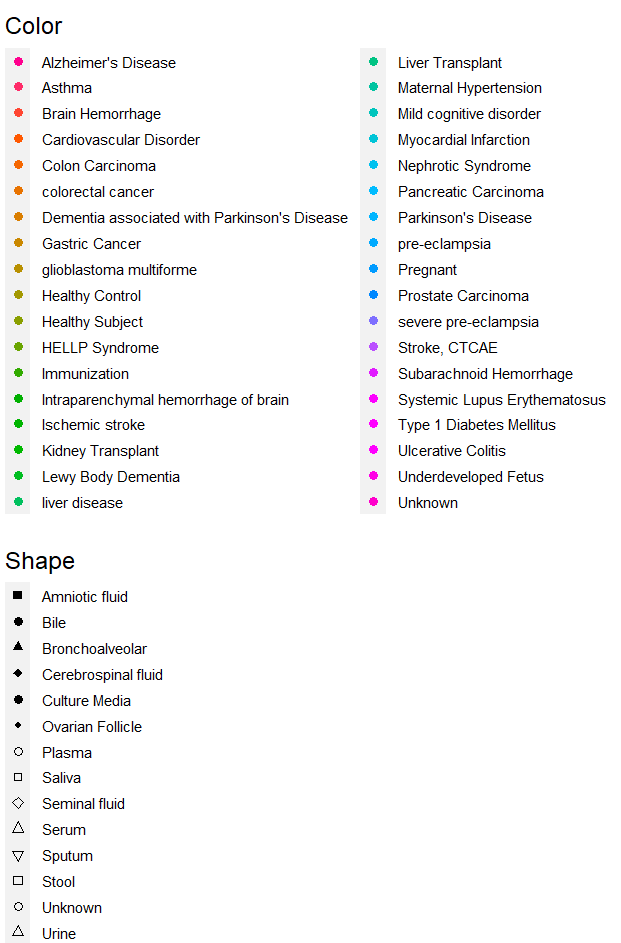 Color
Alzheimer's Disease
Asthma
Brain Hemorrhage
Cardiovascular Disorder
Colon Carcinoma
colorectal cancer
Dementia associated with Parkinson's Disease
Gastric Cancer
glioblastoma multiforme
Healthy Control
Healthy Subject
HELLP Syndrome
Immunization
Intraparenchymal hemorrhage of brain
Ischemic stroke
Kidney Transplant
Lewy Body Dementia
liver disease
Liver Transplant
Maternal Hypertension
Mild cognitive disorder
Myocardial Infarction
Nephrotic Syndrome
Pancreatic Carcinoma
Parkinson's Disease
pre-eclampsia
Pregnant
Prostate Carcinoma
severe pre-eclampsia
Stroke, CTCAE
Subarachnoid Hemorrhage
Systemic Lupus Erythematosus
Type 1 Diabetes Mellitus
Ulcerative Colitis
Underdeveloped Fetus
Unknown
Shape
Amniotic fluid
Bile
Bronchoalveolar
Cerebrospinal fluid
Culture Media
Ovarian Follicle
Plasma
Saliva
Seminal fluid
Serum
Sputum
Stool
Unknown
Urine